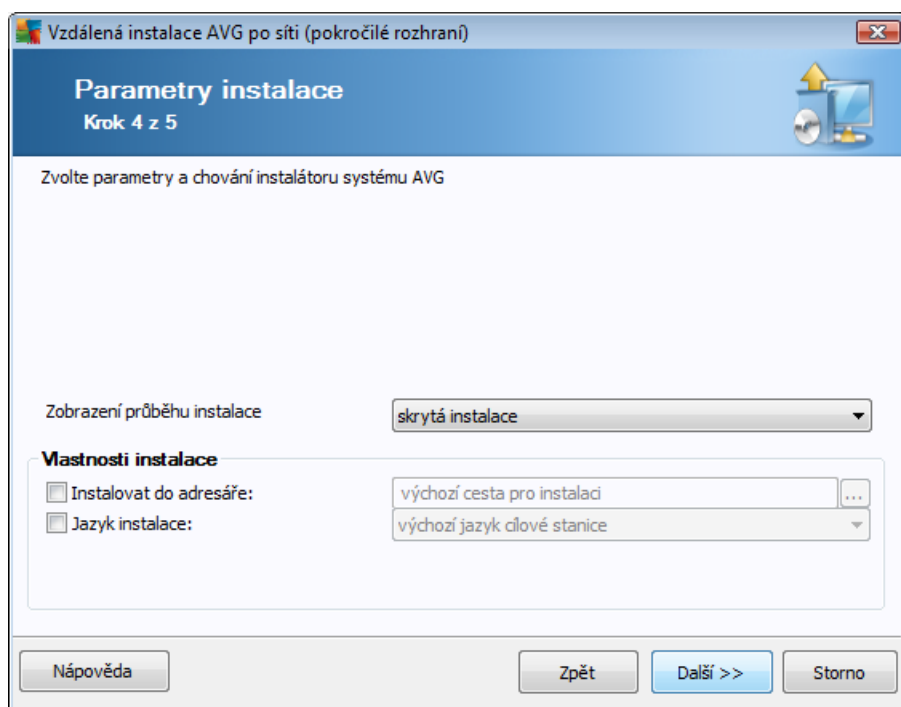 Vzdálená instalace AVG po síti (pokročilé rozhraní)
Parametry instalace
Krok 4 z 5
Zvolte parametry a chování instalátoru systému AVG
Zobrazení průběhu instalace
skrytá instalace
Vlastnosti instalace
Instalovat do adresáře:
výchozí cesta pro instalaci
...
Jazyk instalace:
výchozí jazyk cílové stanice
Nápověda
Zpět
Další >>
Storno